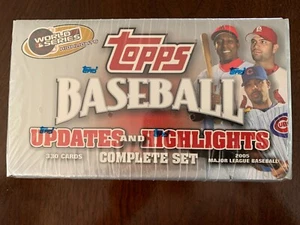 WORLD
SERIES
topps
BASEBALL
UPDATES AND HIGHLIGHTS
COMPLETE SET
330 CARDS
2005
MAJOR LEAGUE BASEBALL